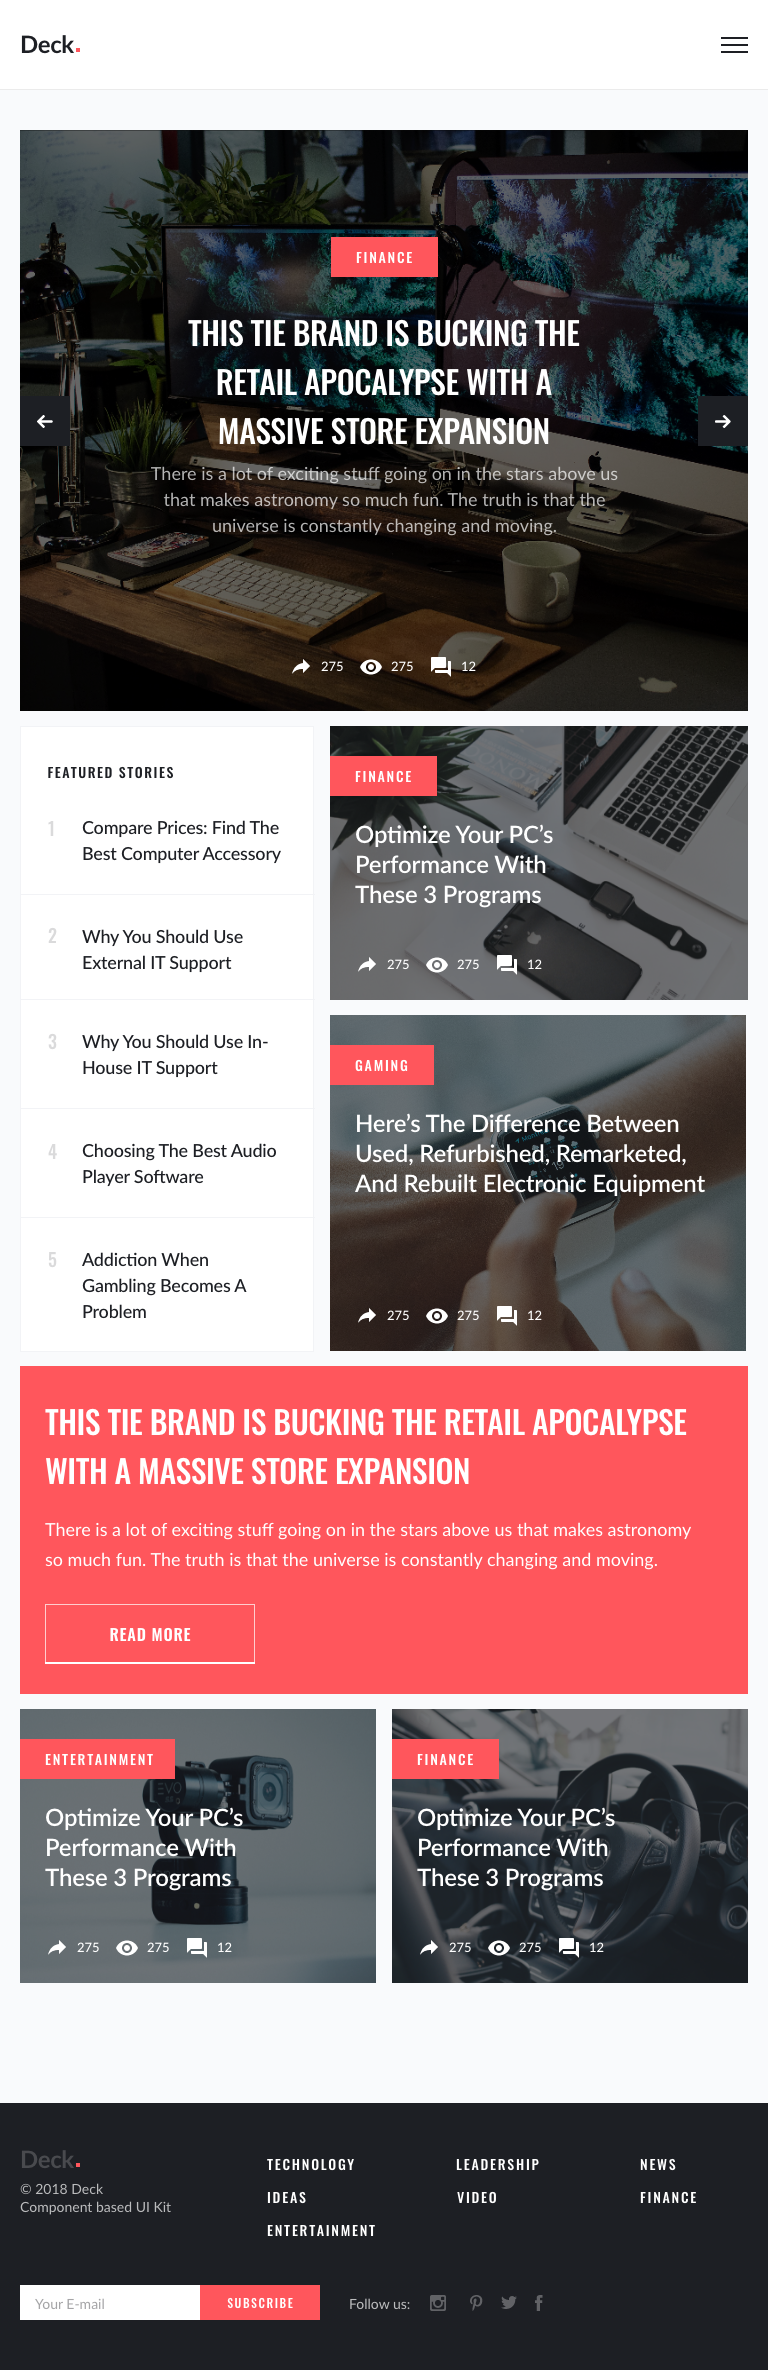 Deck.
FINANCE
THIS TIE BRAND IS BUCKING THE
RETAIL APOCALYPSE WITH A
MASSIVE STORE EXPANSION
There is a lot of exciting stuff going on in the stars above us
that makes astronomy so much fun. The truth is that the
universe is constantly changing and moving.
275 275 12
FEATURED STORIES
1 Compare Prices: Find The
Best Computer Accessory
2 Why You Should Use
External IT Support
3 Why You Should Use In-
House IT Support
4 Choosing The Best Audio
Player Software
5 Addiction When
Gambling Becomes A
Problem
FINANCE
Optimize Your PC’s
Performance With
These 3 Programs
275 275 12
GAMING
Here’s The Difference Between
Used, Refurbished, Remarketed,
And Rebuilt Electronic Equipment
275 275 12
THIS TIE BRAND IS BUCKING THE RETAIL APOCALYPSE
WITH A MASSIVE STORE EXPANSION
There is a lot of exciting stuff going on in the stars above us that makes astronomy
so much fun. The truth is that the universe is constantly changing and moving.
READ MORE
ENTERTAINMENT
EVO
Optimize Your PC’s
Performance With
These 3 Programs
275 275 12
FINANCE
Optimize Your PC’s
Performance With
These 3 Programs
275 275 12
Deck.
© 2018 Deck
Component based UI Kit
TECHNOLOGY LEADERSHIP NEWS
IDEAS VIDEO FINANCE
ENTERTAINMENT
Your E-mail SUBSCRIBE Follow us: